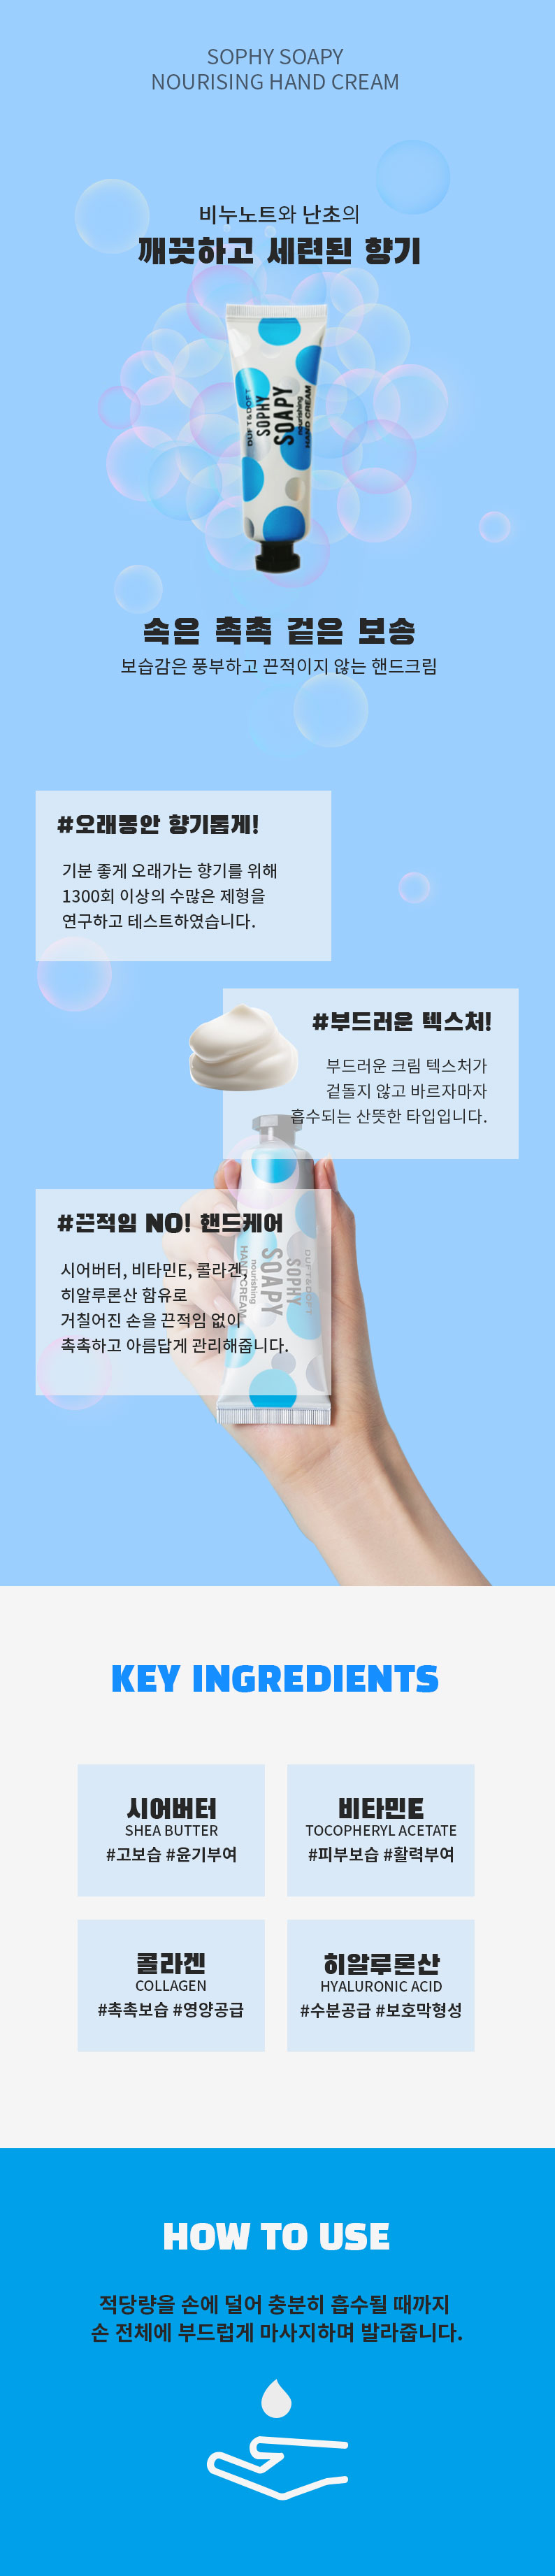 SOPHY SOAPY
NOURISING HAND CREAM
비누노트와 난초의
깨끗하고 세련된 향기
DUFT&DOFT
SOPHY
SOAPY
nourishing
HAND CREAM
속은 촉촉 겉은 보송
보습감은 풍부하고 끈적이지 않는 핸드크림
#오래동안 향기롭게!
기분 좋게 오래가는 향기를 위해
1300회 이상의 수많은 제형을
연구하고 테스트하였습니다.
#부드러운 텍스처!
부드러운 크림 텍스처가
겉돌지 않고 바르자마자
흡수되는 산뜻한 타입입니다.
#끈적임 NO! 핸드케어
시어버터, 비타민E, 콜라겐,
히알루론산 함유로
거칠어진 손을 끈적임 없이
촉촉하고 아름답게 관리해줍니다.
DUFT&DOFT
SOPHY
SOAPY
nourishing
HAND CREAM
KEY INGREDIENTS
시어버터
SHEA BUTTER
#고보습 #윤기부여
비타민E
TOCOPHERYL ACETATE
#피부보습 #활력부여
콜라겐
COLLAGEN
#촉촉보습 #영양공급
히알루론산
HYALURONIC ACID
#수분공급 #보호막형성
HOW TO USE
적당량을 손에 덜어 충분히 흡수될 때까지
손 전체에 부드럽게 마사지하며 발라줍니다.